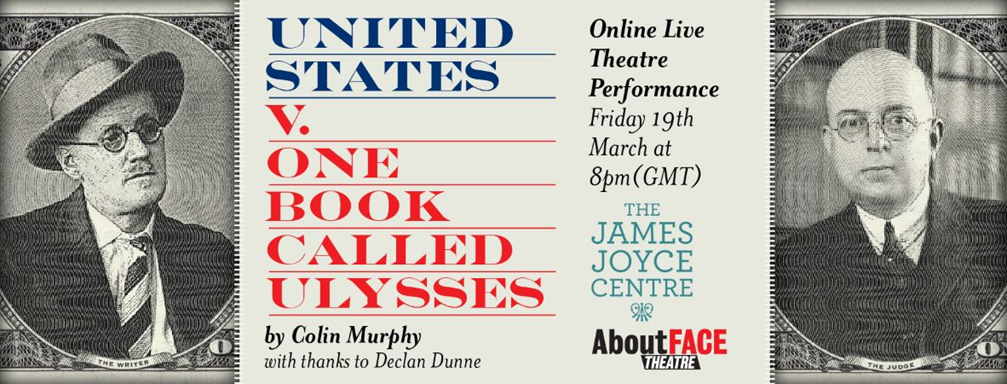 THE WRITER
UNITED
STATES
V.
ONE
BOOK
CALLED
ULYSSES
by Colin Murphy
with thanks to Declan Dunne
Online Live
Theatre
Performance
Friday 19th
March at
8pm(GMT)
THE
JAMES
JOYCE
CENTRE
AboutFACE
THEATRE
THE JUDGE